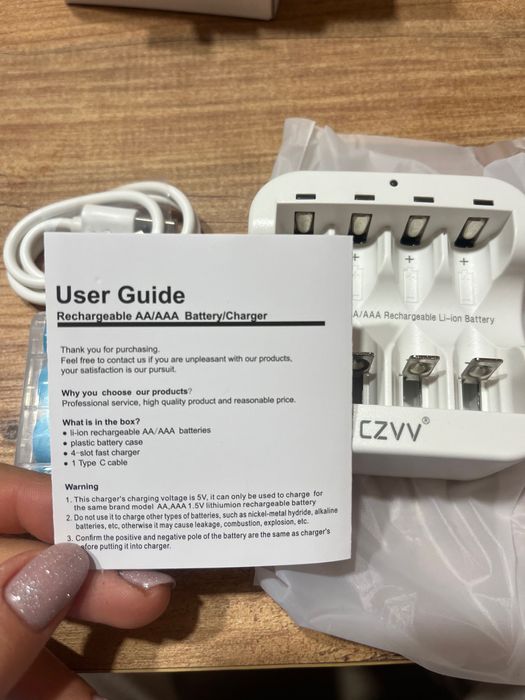 User Guide
Rechargeable AA/AAA Battery/Charger
Thank you for purchasing.
Feel free to contact us if you are unpleasant with our products,
your satisfaction is our pursuit.
Why you choose our products?
Professional service, high quality product and reasonable price.
What is in the box?
• li-ion rechargeable AA/AAA batteries
• plastic battery case
• 4-slot fast charger
• 1 Type C cable
Warning
1. This charger's charging voltage is 5V, it can only be used to charge for
the same brand model AA,AAA 1.5V lithiumion rechargeable battery
2. Do not use it to charge other types of batteries, such as nickel-metal hydride, alkaline
batteries, etc, otherwise it may cause leakage, combustion, explosion, etc.
3. Confirm the positive and negative pole of the battery are the same as charger's
efore putting it into charger.
+ + + +
A/AAA Rechargeable Li-ion Battery
CZVV®